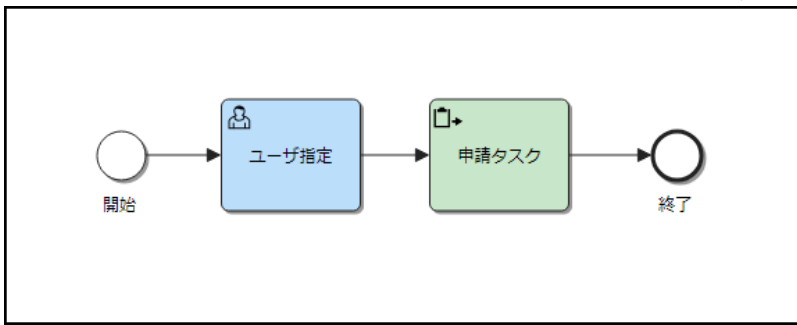 ユーザ指定
申請タスク
開始
終了